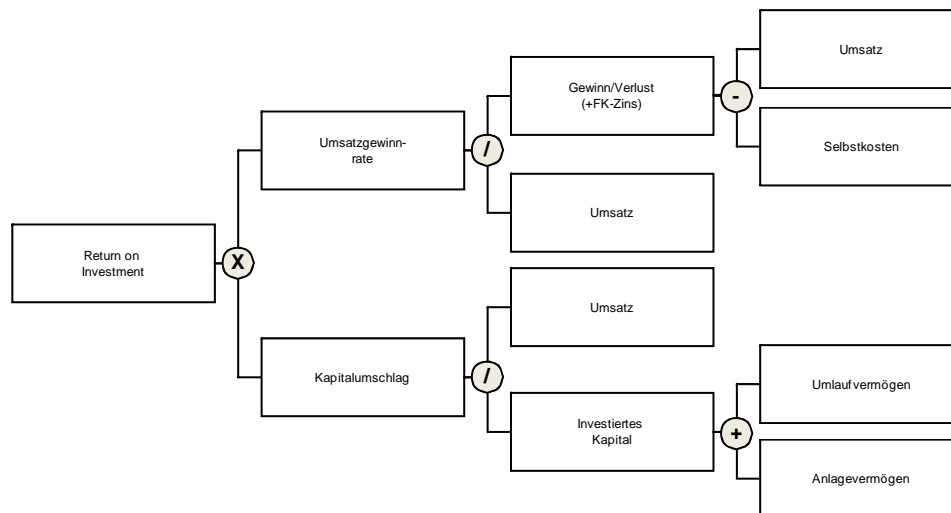 Umsatz
Gewinn/Verlust
(+FK-Zins)
-
Selbstkosten
Umsatzgewinn-
rate
/
Umsatz
Return on
Investment
X
Umsatz
Kapitalumschlag
/
Umlaufvermögen
Investiertes
Kapital
+
Anlagevermögen